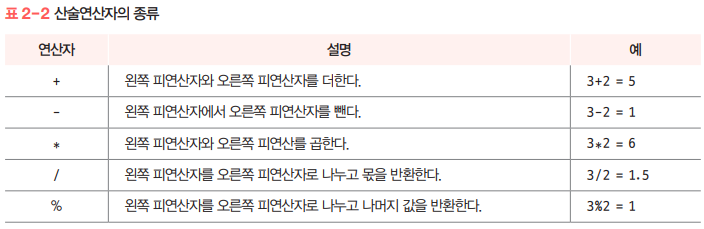 표 2-2 산술연산자의 종류
연산자 설명 예
+ 왼쪽 피연산자와 오른쪽 피연산자를 더한다. 3+2 = 5
- 왼쪽 피연산자에서 오른쪽 피연산자를 뺀다. 3-2 = 1
* 왼쪽 피연산자와 오른쪽 피연산를 곱한다. 3*2 = 6
/ 왼쪽 피연산자를 오른쪽 피연산자로 나누고 몫을 반환한다. 3/2 = 1.5
% 왼쪽 피연산자를 오른쪽 피연산자로 나누고 나머지 값을 반환한다. 3%2 = 1